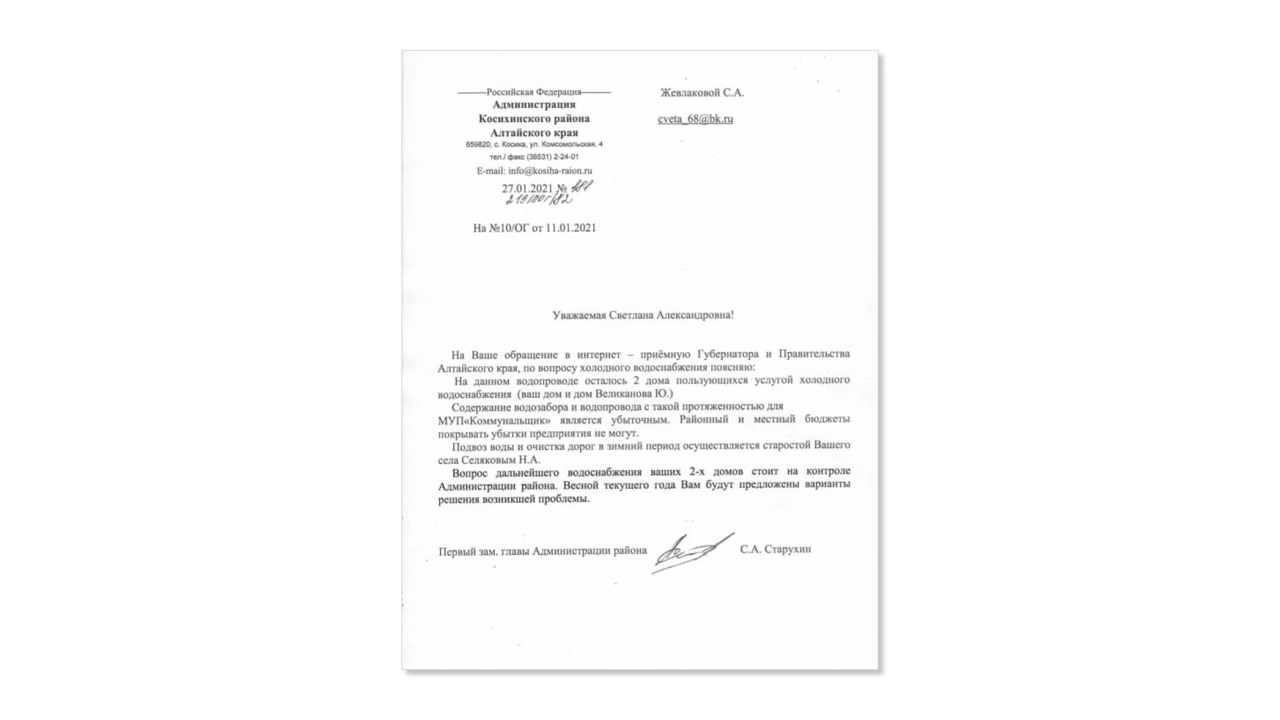 Российская Федерация
Администрация
Косихинского района
Алтайского края
659820, с. Косиха, ул. Комсомольская, 4
тел./ факс (38531) 2-24-01
E-mail: info@kosiha-raion.ru
27.01.2021 №
На №10/ОГ от 11.01.2021
Жевлаковой С.А.
cveta_68@bk.ru
Уважаемая Светлана Александровна!
На Ваше обращение в интернет – приёмную Губернатора и Правительства
Алтайского края, по вопросу холодного водоснабжения поясняю:
На данном водопроводе осталось 2 дома пользующихся услугой холодного
водоснабжения (ваш дом и дом Великанова Ю.)
Содержание водозабора и водопровода с такой протяженностью для
МУП«Коммунальщик» является убыточным. Районный и местный бюджеты
покрывать убытки предприятия не могут.
Подвоз воды и очистка дорог в зимний период осуществляется старостой Вашего
села Селяковым Н.А.
Вопрос дальнейшего водоснабжения ваших 2-х домов стоит на контроле
Администрации района. Весной текущего года Вам будут предложены варианты
решения возникшей проблемы.
Первый зам. главы Администрации района С.А. Старухин